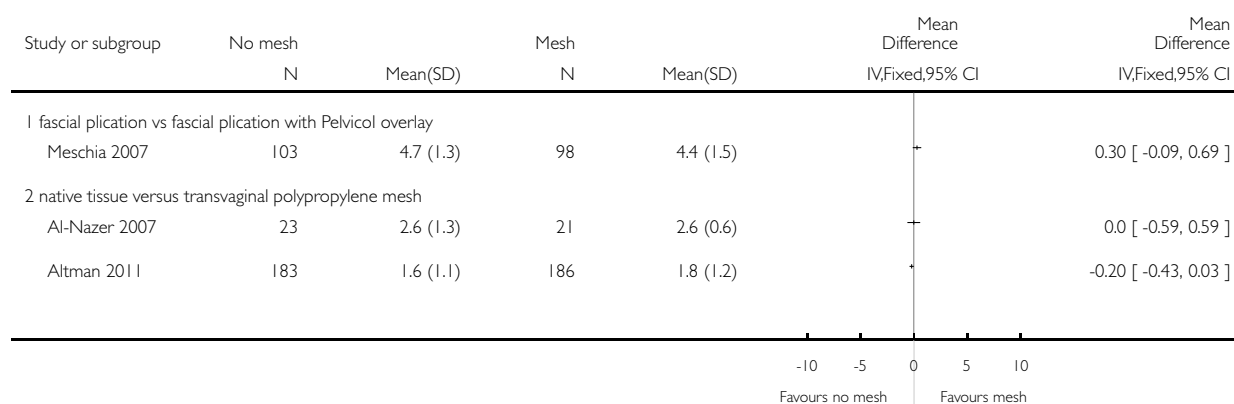 Study or subgroup No mesh Mesh Mean Difference Mean Difference
N Mean(SD) N Mean(SD) IV,Fixed,95% CI IV,Fixed,95% CI
1 fascial plication vs fascial plication with Pelvicol overlay
Meschia 2007 103 4.7 (1.3) 98 4.4 (1.5) 0.30 [ -0.09, 0.69 ]
2 native tissue versus transvaginal polypropylene mesh
Al-Nazer 2007 23 2.6 (1.3) 21 2.6 (0.6) 0.0 [ -0.59, 0.59 ]
Altman 2011 183 1.6 (1.1) 186 1.8 (1.2) -0.20 [ -0.43, 0.03 ]
-10 -5 0 5 10
Favours no mesh Favours mesh